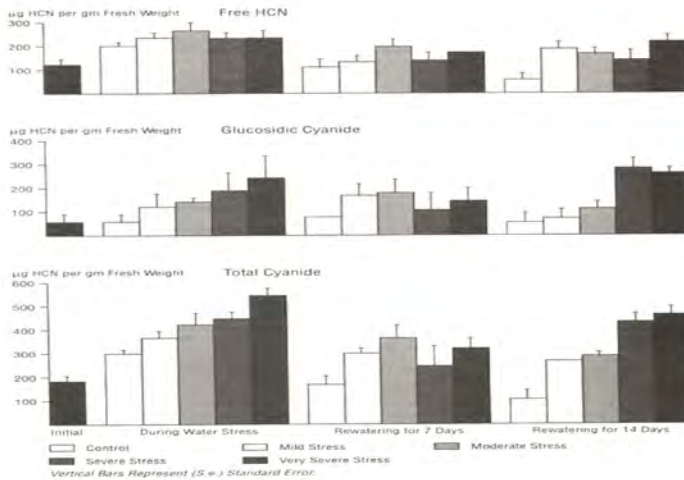 µg HCN per gm Fresh Weight Free HCN
300
200
100
µg HCN per gm Fresh Weight Glucosidic Cyanide
400
300
200
100
µg HCN per gm Fresh Weight Total Cyanide
600
500
400
300
200
100
Initial During Water Stress Rewatering for 7 Days Rewatering for 14 Days
Control Mild Stress Moderate Stress
Severe Stress Very Severe Stress
Vertical Bars Represent (S.e.) Standard Error.